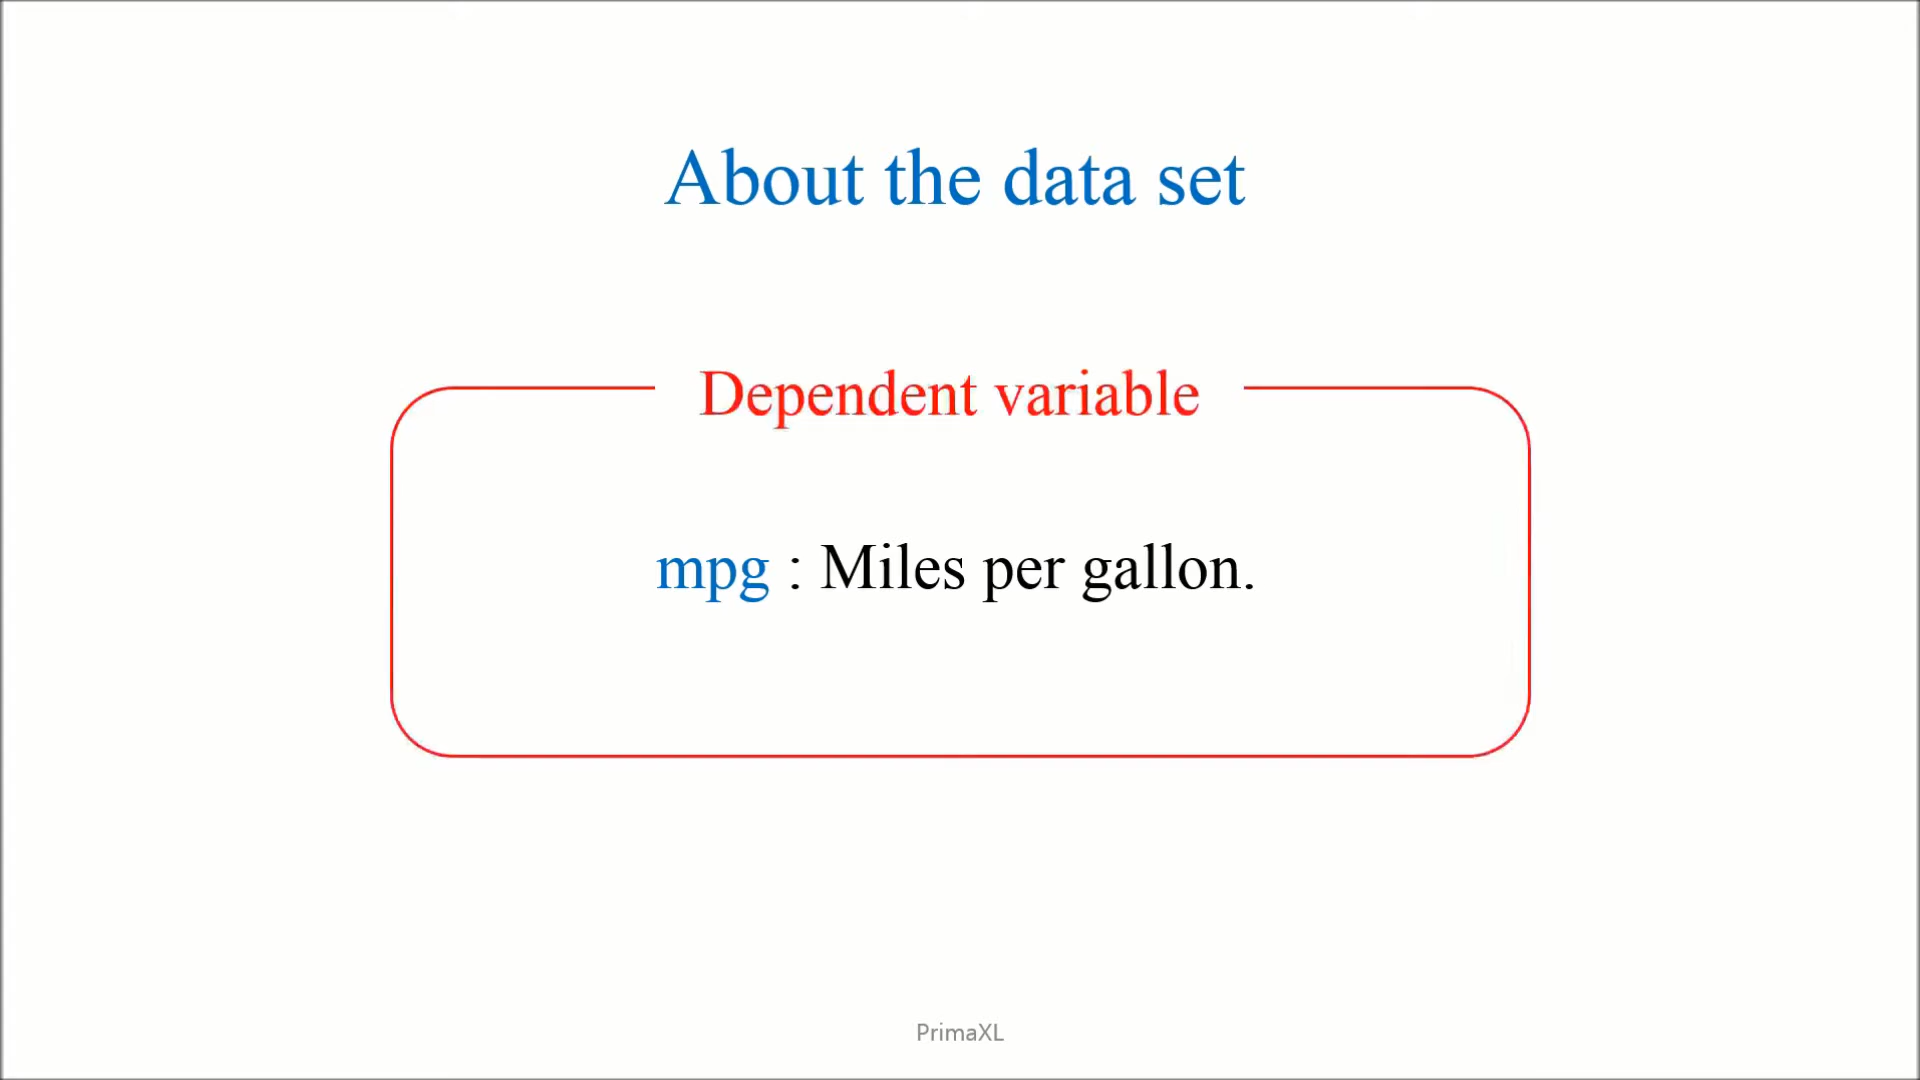 About the data set
Dependent variable
mpg : Miles per gallon.
PrimaXL